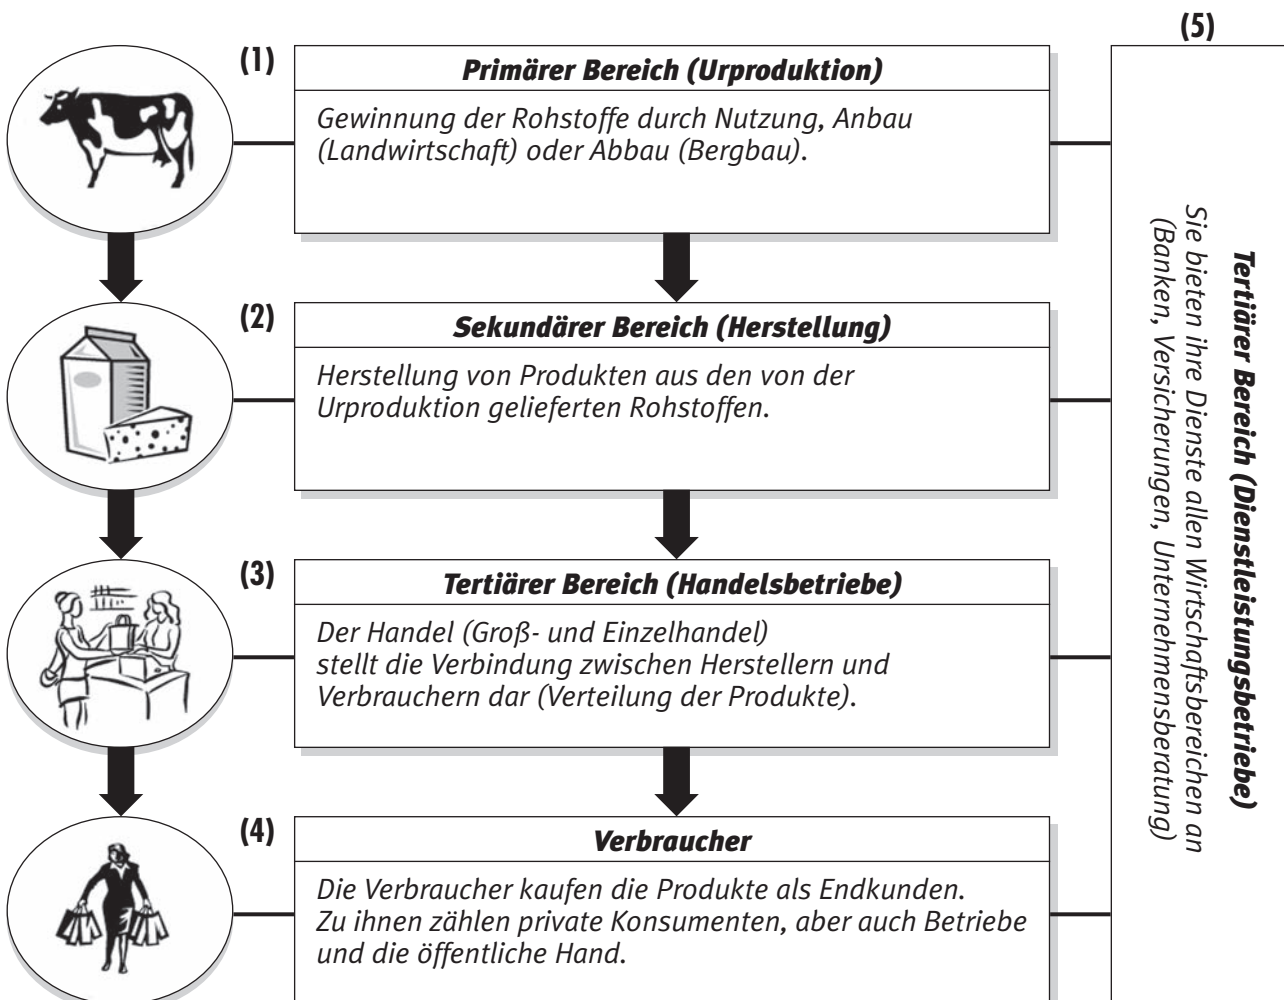 (1)
Primärer Bereich (Urproduktion)
Gewinnung der Rohstoffe durch Nutzung, Anbau
(Landwirtschaft) oder Abbau (Bergbau).
(2)
Sekundärer Bereich (Herstellung)
Herstellung von Produkten aus den von der
Urproduktion gelieferten Rohstoffen.
(3)
Tertiärer Bereich (Handelsbetriebe)
Der Handel (Groß- und Einzelhandel)
stellt die Verbindung zwischen Herstellern und
Verbrauchern dar (Verteilung der Produkte).
(4)
Verbraucher
Die Verbraucher kaufen die Produkte als Endkunden.
Zu ihnen zählen private Konsumenten, aber auch Betriebe
und die öffentliche Hand.
(5)
Tertiärer Bereich (Dienstleistungsbetriebe)
Sie bieten ihre Dienste allen Wirtschaftsbereichen an
(Banken, Versicherungen, Unternehmensberatung)